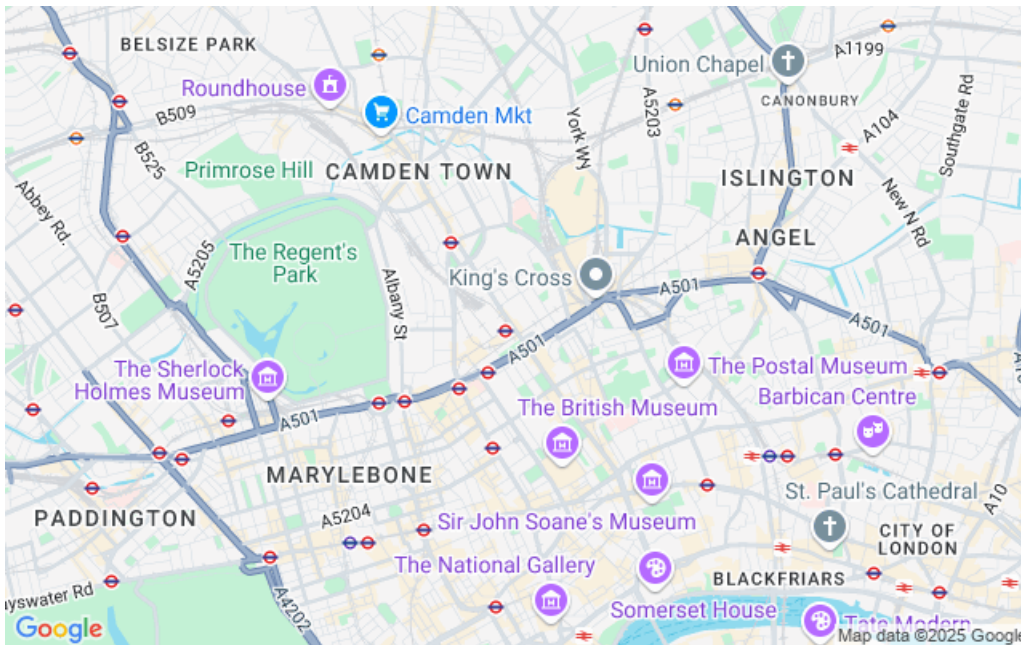 BELSIZE PARK
A1199
Union Chapel
Roundhouse
A5203
CANONBURY
Southgate Rd
B509
Camden Mkt
York WY
A104
B525
Primrose Hill
CAMDEN TOWN
ISLINGTON
New N Rd
Abbey Rd.
A5205
The Regent's
Park
ANGEL
Albany St
King's Cross
A501
B507
A501
A501
The Sherlock
Holmes Museum
The Postal Museum
Barbican Centre
The British Museum
A501
MARYLEBONE
St. Paul's Cathedral
A10
PADDINGTON
A5204
Sir John Soane's Museum
CITY OF
LONDON
The National Gallery
BLACKFRIARS
yswater Rd
A4202
Somerset House
Tate Modern
Google
Map data ©2025 Google